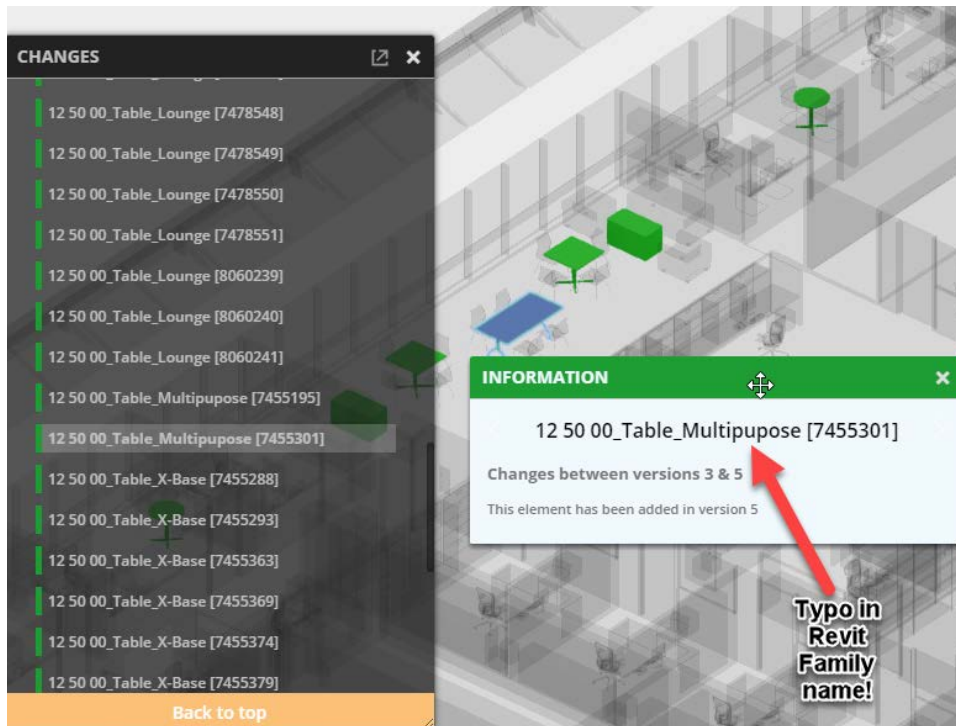 CHANGES
12 50 00_Table_Lounge [7478548]
12 50 00_Table_Lounge [7478549]
12 50 00_Table_Lounge [7478550]
12 50 00_Table_Lounge [7478551]
12 50 00_Table_Lounge [8060239]
12 50 00_Table_Lounge [8060240]
12 50 00_Table_Lounge [8060241]
12 50 00_Table_Multipupose [7455195]
12 50 00_Table_Multipupose [7455301]
12 50 00_Table_X-Base [7455288]
12 50 00_Table_X-Base [7455293]
12 50 00_Table_X-Base [7455363]
12 50 00_Table_X-Base [7455369]
12 50 00_Table_X-Base [7455374]
12 50 00_Table_X-Base [7455379]
Back to top
INFORMATION
12 50 00_Table_Multipupose [7455301]
Changes between versions 3 & 5
This element has been added in version 5
Typo in
Revit
Family
name!